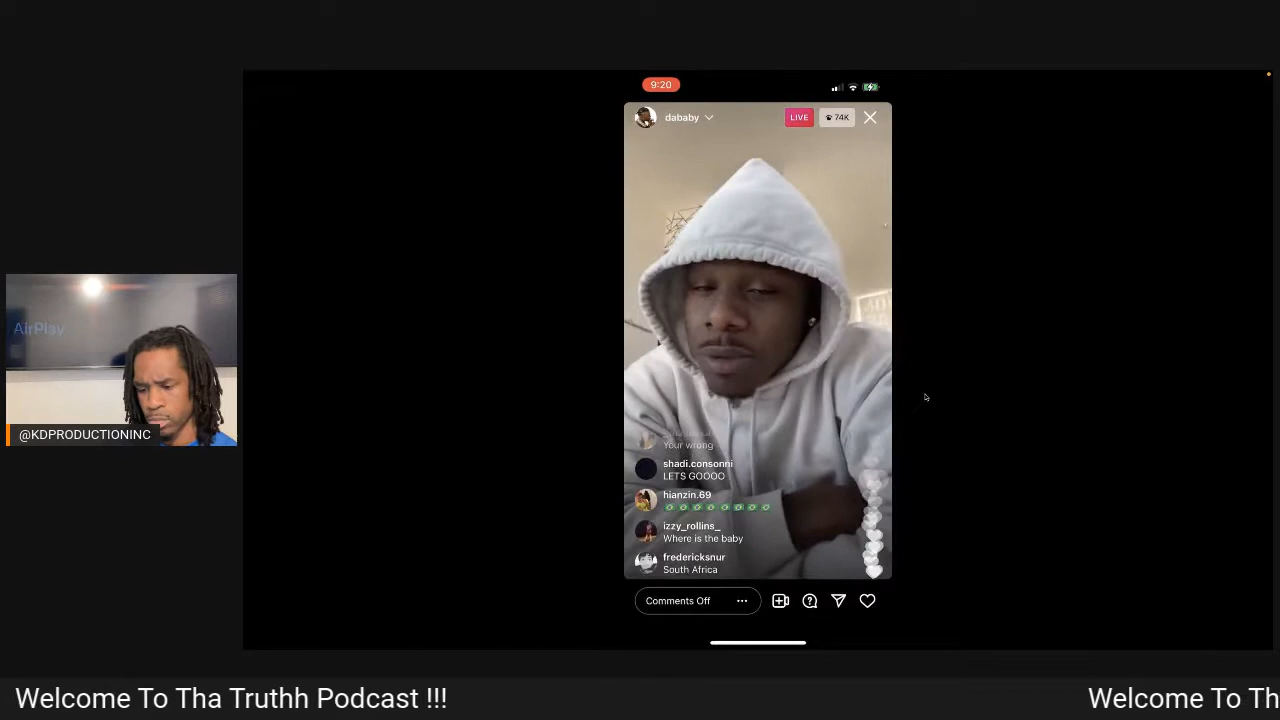 9:20
dababy
LIVE
74K
AirPlay
@KDPRODUCTIONINC
Your wrong
shadi.consonni
LETS GOOOO
hianzin.69
izzy_rollins_
Where is the baby
fredericksnur
South Africa
Comments Off
Welcome To Tha Truthh Podcast !!!
Welcome To Th